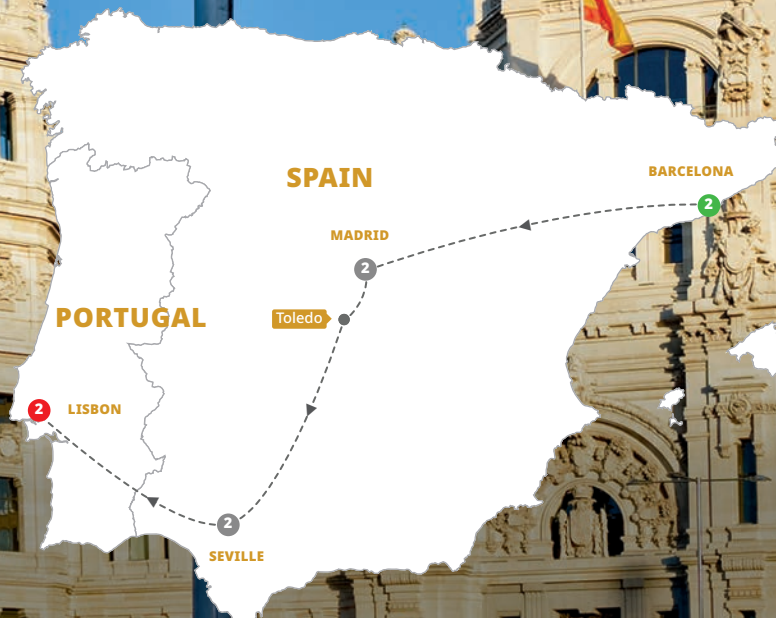 SPAIN
BARCELONA
2
MADRID
2
PORTUGAL
Toledo
2
LISBON
2
SEVILLE